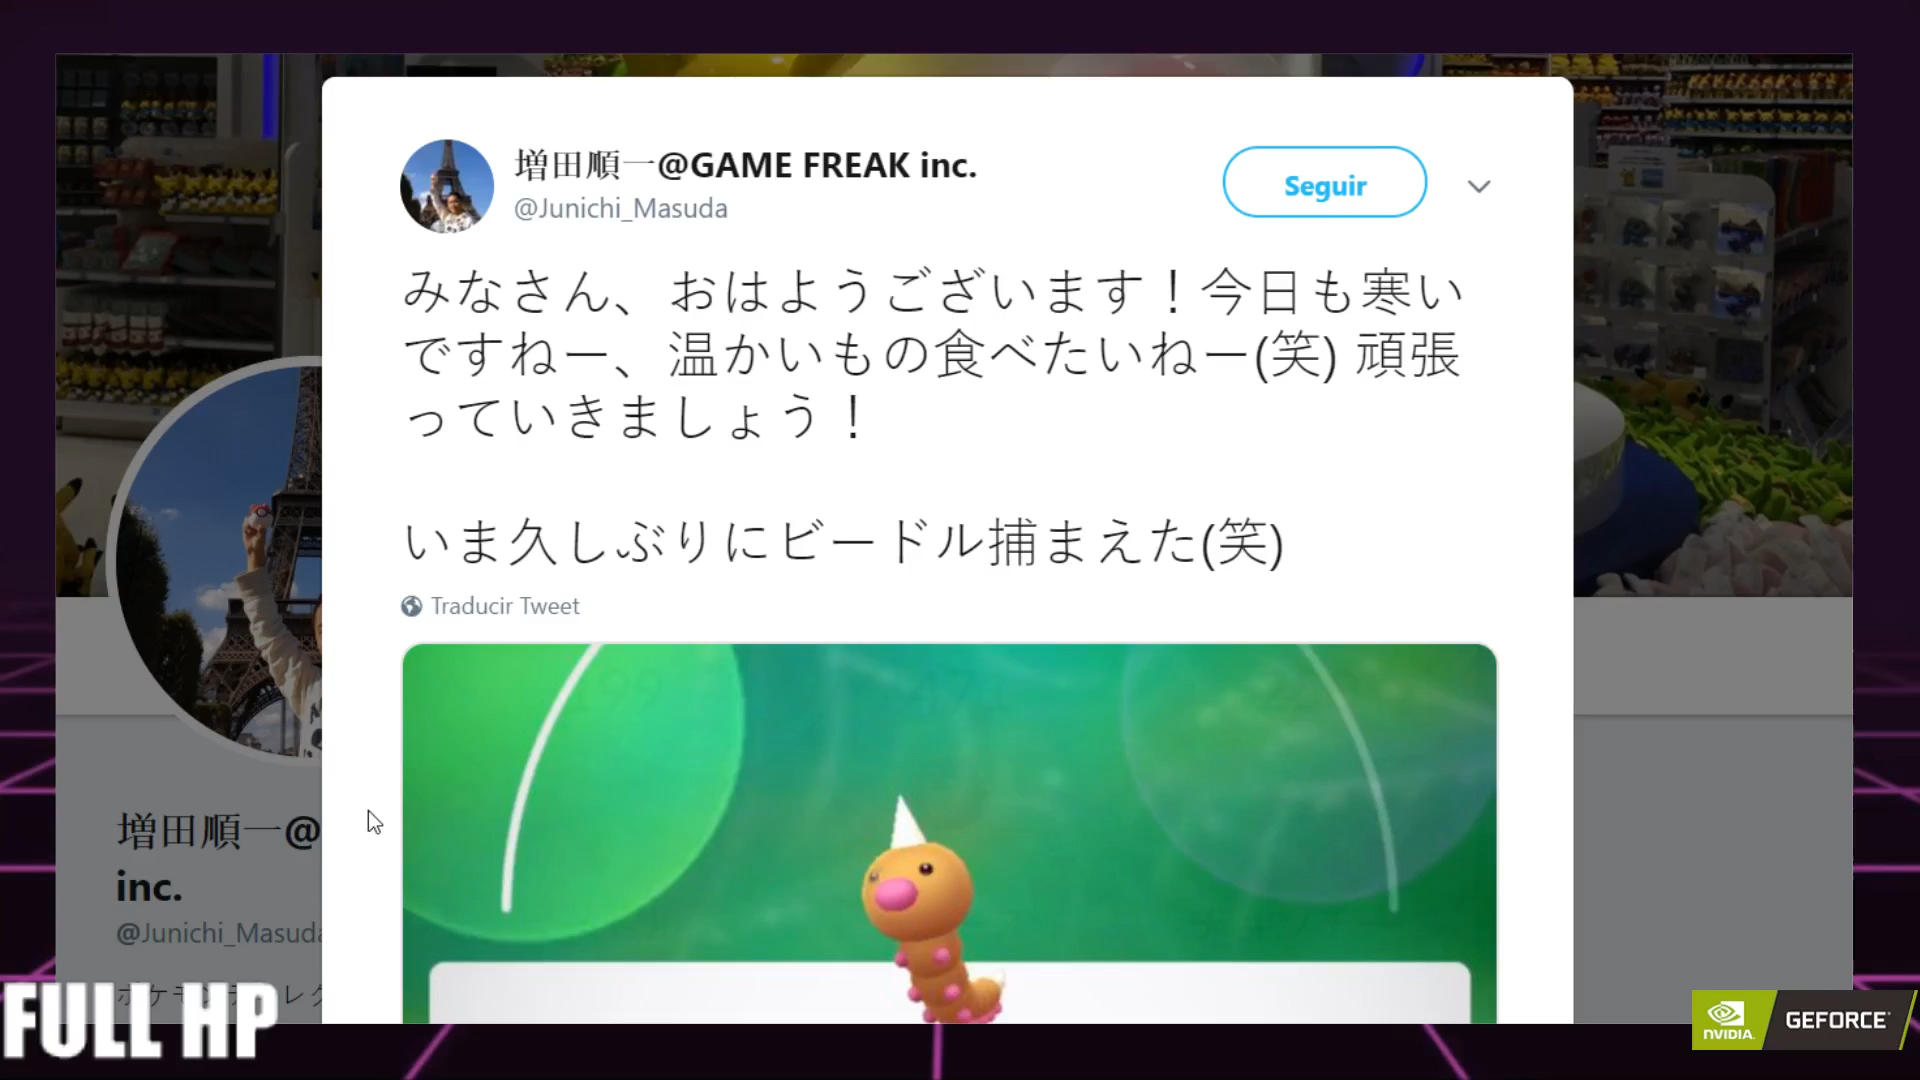 増田順一@GAME FREAK inc.
@Junichi_Masuda
Seguir
みなさん、おはようございます！今日も寒い
ですねー、温かいもの食べたいねー(笑) 頑張
っていきましょう！
いま久しぶりにビードル捕まえた(笑)
Traducir Tweet
増田順一@
inc.
@Junichi_Masuda
FULL HP
NVIDIA
GEFORCE